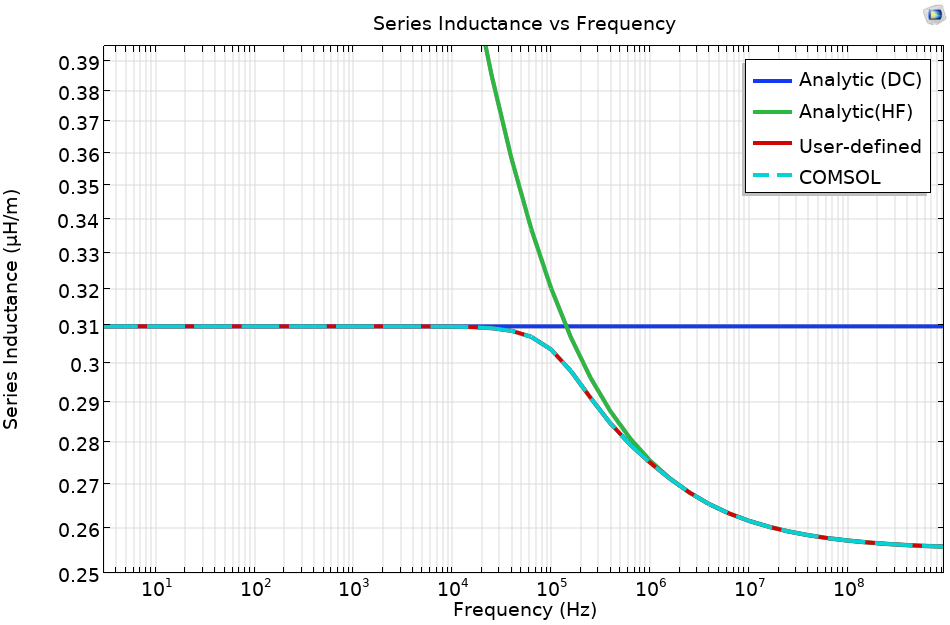 Series Inductance vs Frequency
Series Inductance (μH/m)
0.39
0.38
0.37
0.36
0.35
0.34
0.33
0.32
0.31
0.3
0.29
0.28
0.27
0.26
0.25
Analytic (DC)
Analytic(HF)
User-defined
COMSOL
10¹ 10² 10³ 10⁴ 10⁵ 10⁶ 10⁷ 10⁸
Frequency (Hz)